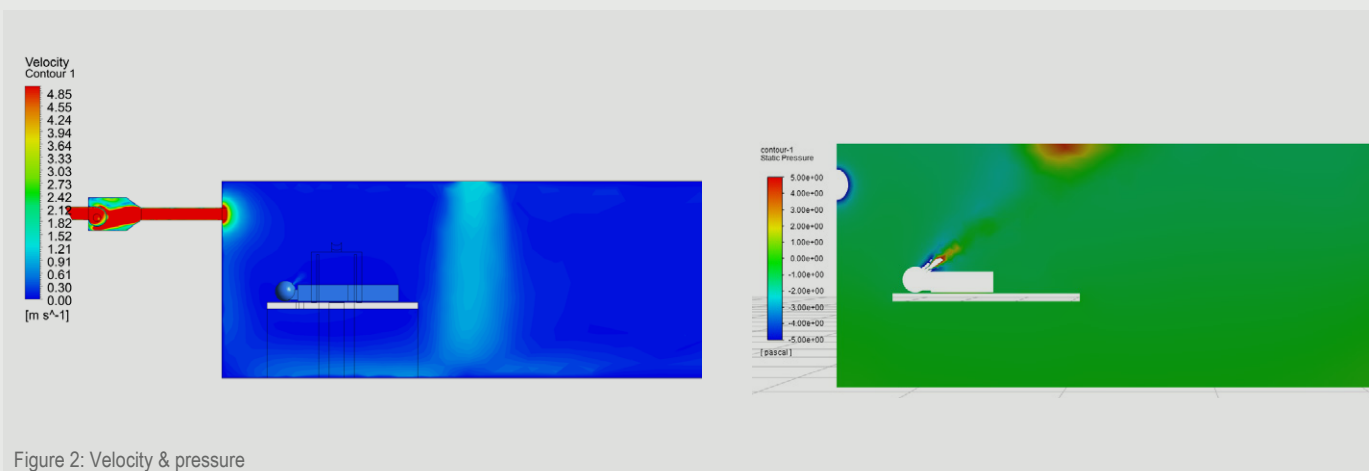 Velocity
Contour 1
4.85
4.55
4.24
3.94
3.64
3.33
3.03
2.73
2.42
2.12
1.82
1.52
1.21
0.91
0.61
0.30
0.00
[m s^-1]
contour-1
Static Pressure
5.00e+00
4.00e+00
3.00e+00
2.00e+00
1.00e+00
0.00e+00
-1.00e+00
-2.00e+00
-3.00e+00
-4.00e+00
-5.00e+00
[ pascal ]
Figure 2: Velocity & pressure